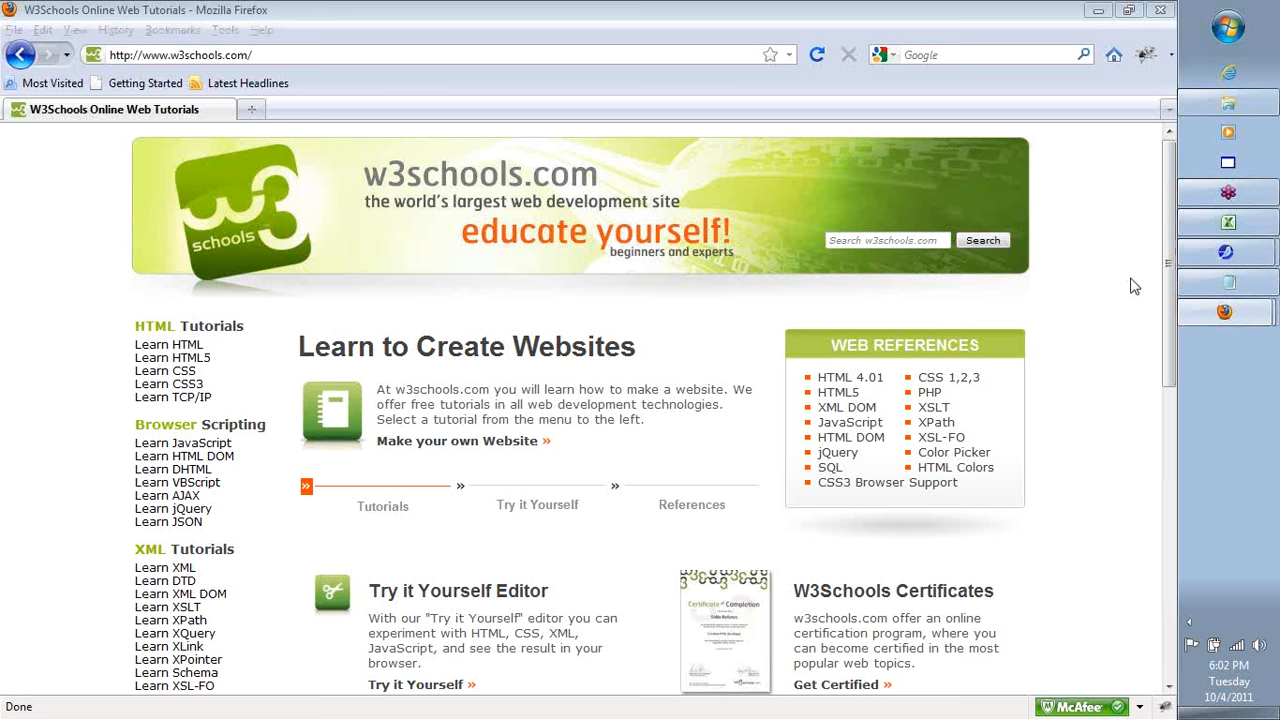 W3Schools Online Web Tutorials - Mozilla Firefox
File Edit View History Bookmarks Tools Help
http://www.w3schools.com/
Google
Most Visited Getting Started Latest Headlines
W3Schools Online Web Tutorials
w3schools.com
the world's largest web development site
educate yourself!
beginners and experts
w3
schools
Search w3schools.com Search
HTML Tutorials
Learn HTML
Learn HTML5
Learn CSS
Learn CSS3
Learn TCP/IP
Browser Scripting
Learn JavaScript
Learn HTML DOM
Learn DHTML
Learn VBScript
Learn AJAX
Learn jQuery
Learn JSON
XML Tutorials
Learn XML
Learn DTD
Learn XML DOM
Learn XSLT
Learn XPath
Learn XQuery
Learn XLink
Learn XPointer
Learn Schema
Learn XSL-FO
Learn to Create Websites
At w3schools.com you will learn how to make a website. We
offer free tutorials in all web development technologies.
Select a tutorial from the menu to the left.
Make your own Website »
» » »
Tutorials Try it Yourself References
WEB REFERENCES
HTML 4.01 CSS 1,2,3
HTML5 PHP
XML DOM XSLT
JavaScript XPath
HTML DOM XSL-FO
jQuery Color Picker
SQL HTML Colors
CSS3 Browser Support
Try it Yourself Editor
With our "Try it Yourself" editor you can
experiment with HTML, CSS, XML,
JavaScript, and see the result in your
browser.
Try it Yourself »
Certificate of Completion
W3Schools Certificates
w3schools.com offer an online
certification program, where you
can become certified in the most
popular web topics.
Get Certified »
Done
McAfee
6:02 PM
Tuesday
10/4/2011